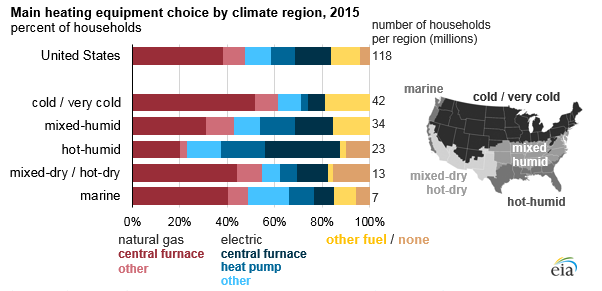 Main heating equipment choice by climate region, 2015
percent of households
number of households
per region (millions)
United States
118
cold / very cold
42
mixed-humid
34
hot-humid
23
mixed-dry / hot-dry
13
marine
7
0%
20%
40%
60%
80%
100%
natural gas
central furnace
other
electric
central furnace
heat pump
other
other fuel / none
marine
cold / very cold
mixed
humid
mixed-dry
hot-dry
hot-humid
eia